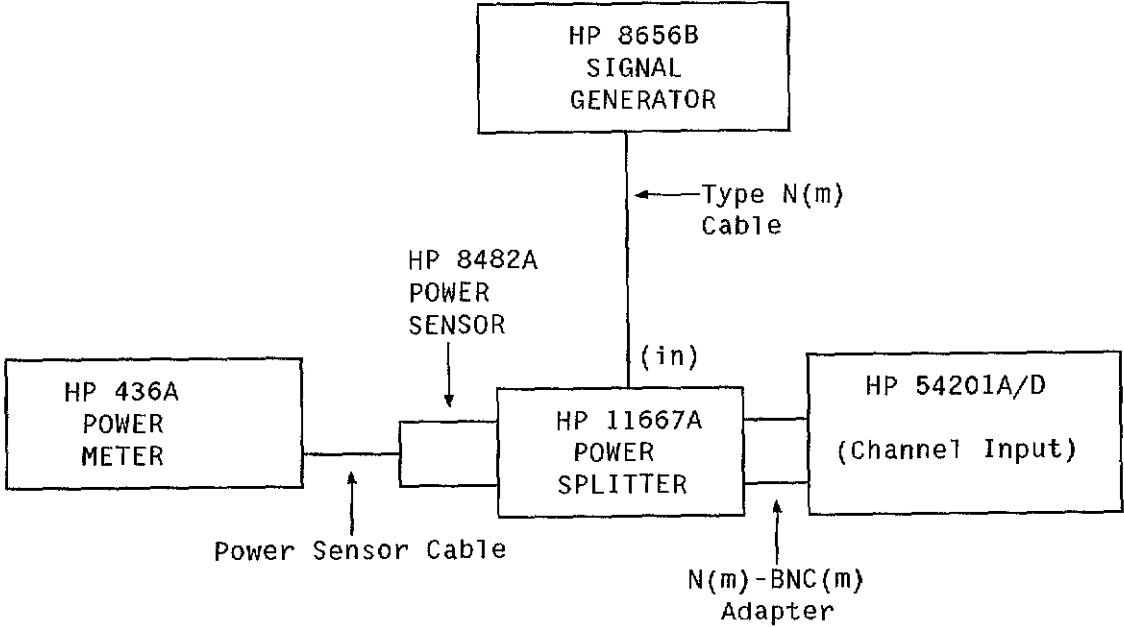 HP 8656B
SIGNAL
GENERATOR
Type N(m)
Cable
HP 8482A
POWER
SENSOR
(in)
HP 436A
POWER
METER
HP 11667A
POWER
SPLITTER
HP 54201A/D
(Channel Input)
Power Sensor Cable
N(m)-BNC(m)
Adapter